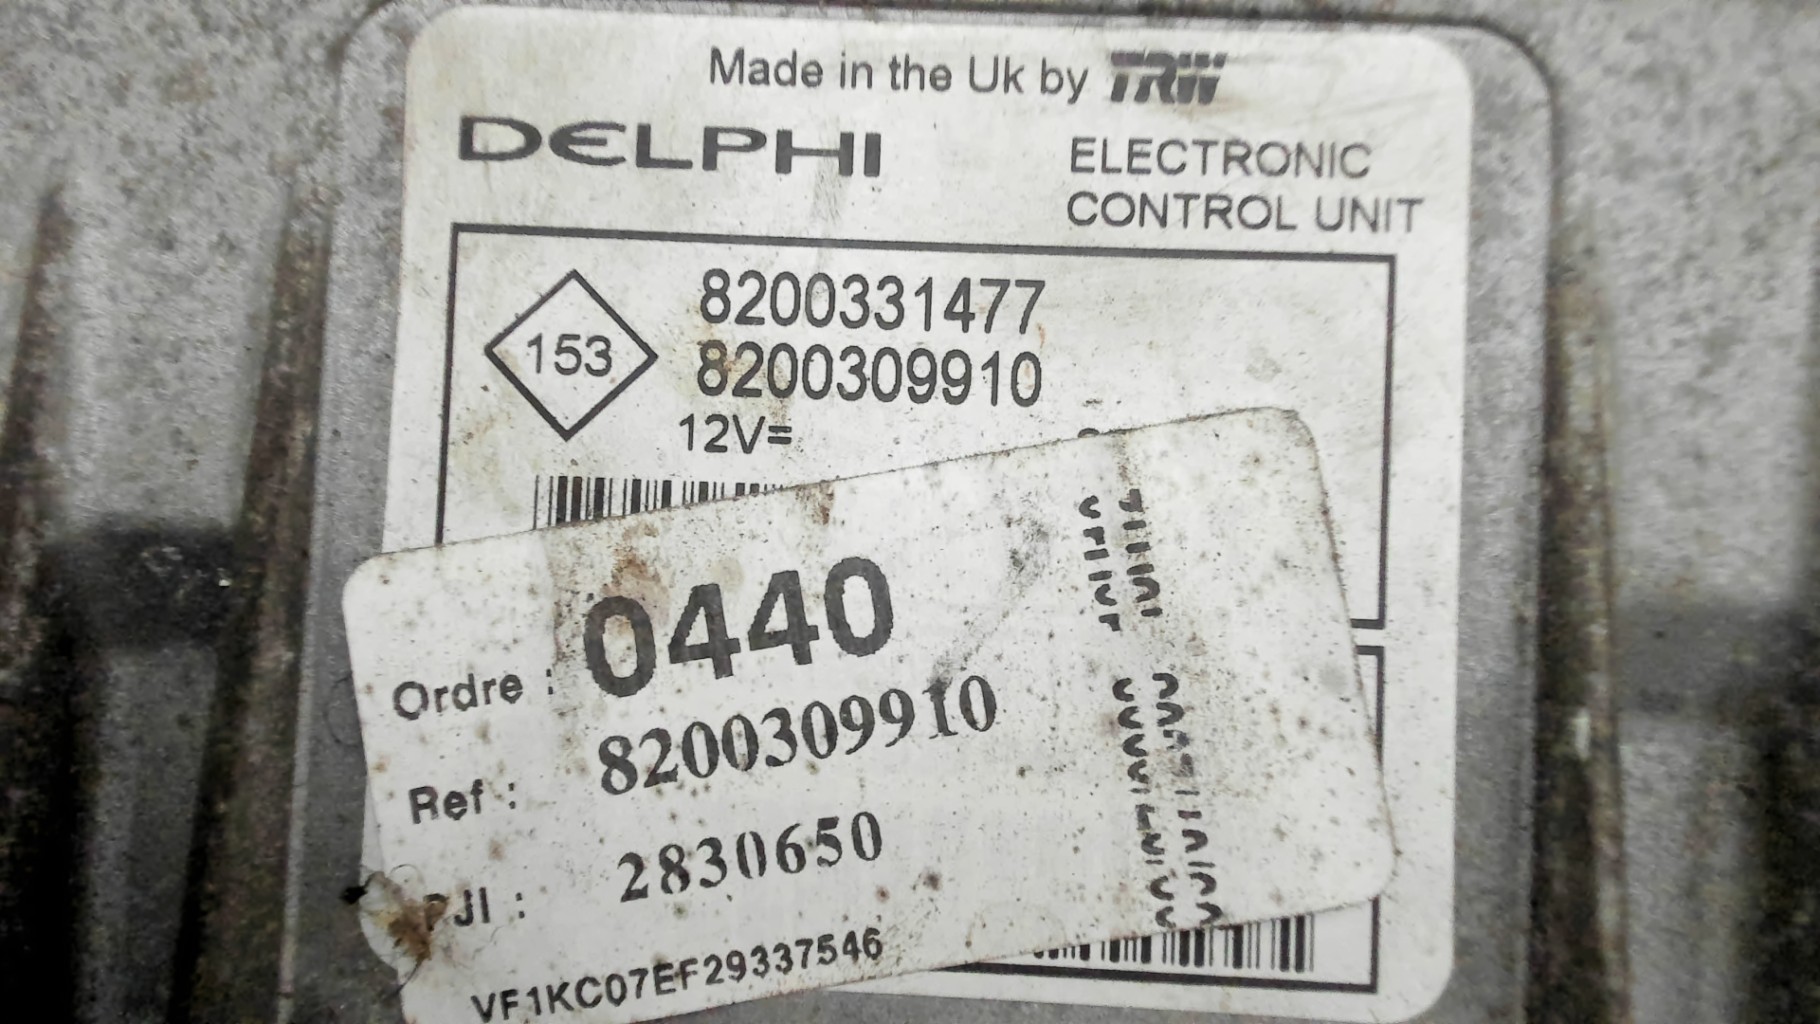 Made in the Uk by TRW
DELPHI
ELECTRONIC
CONTROL UNIT
153
8200331477
8200309910
12V=
Ordre : 0440
Ref : 8200309910
PJI : 2830650
VF1KC07EF29337546